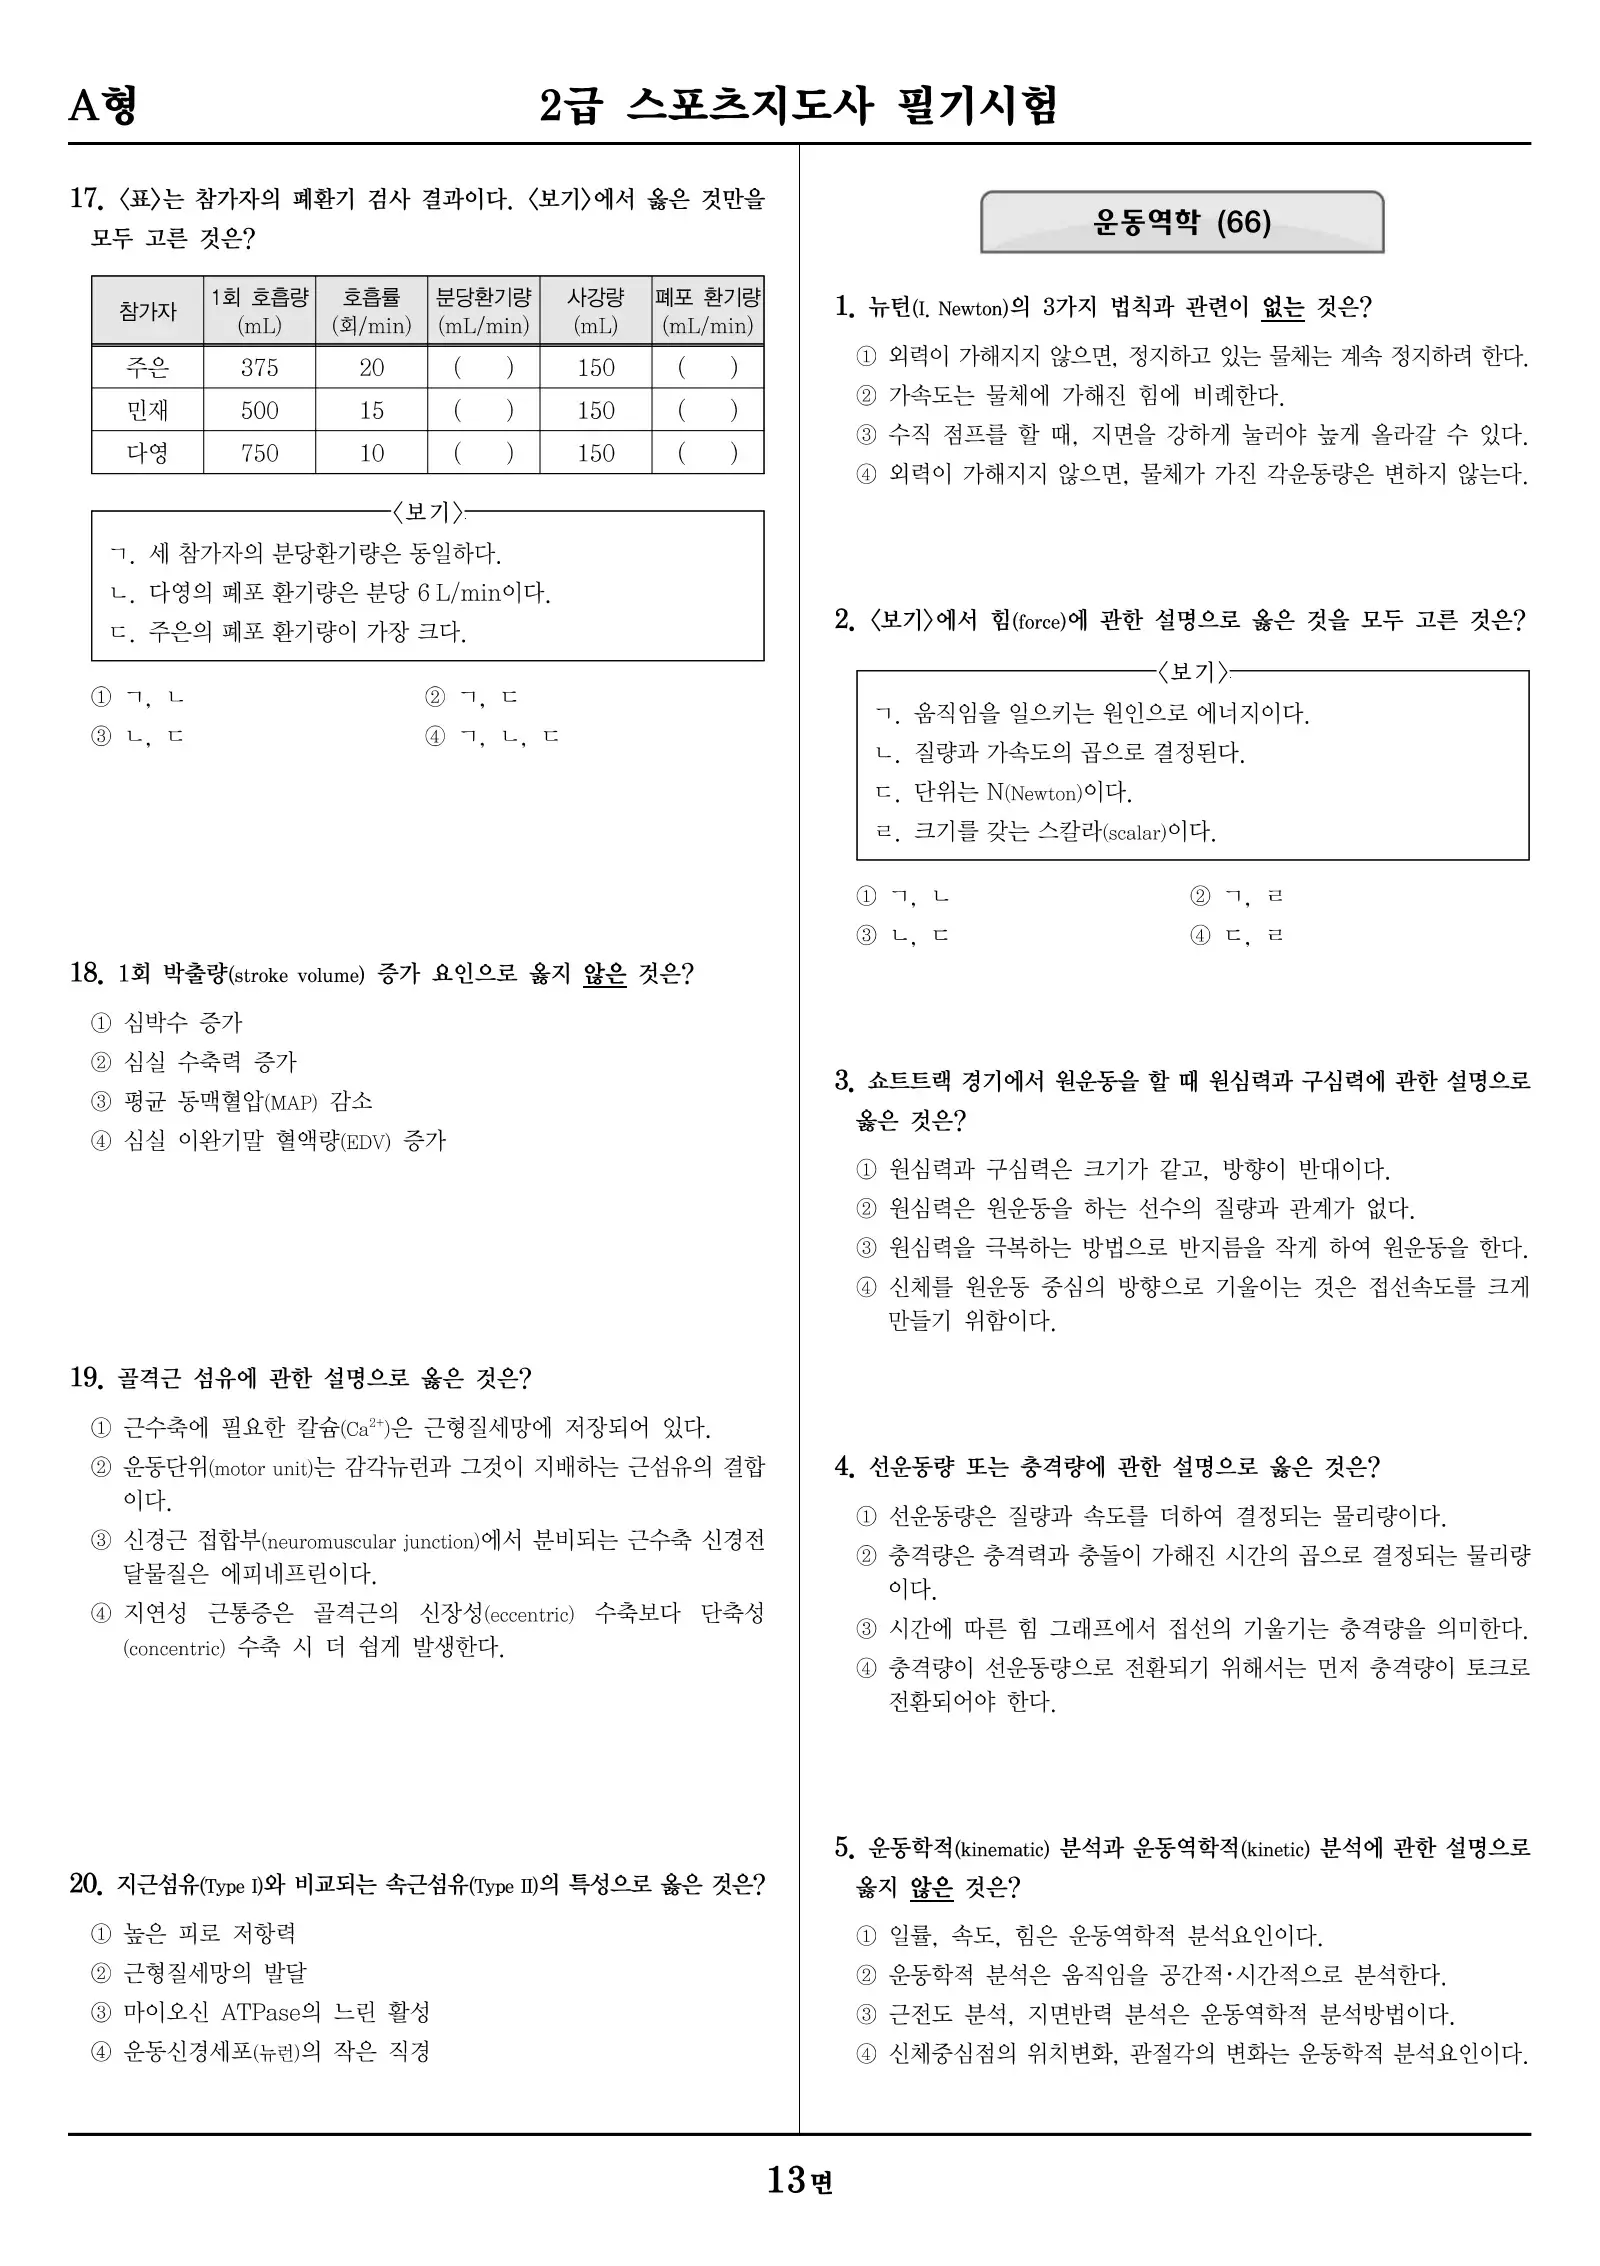 A형
2급 스포츠지도사 필기시험
17. 〈표〉는 참가자의 폐환기 검사 결과이다. 〈보기〉에서 옳은 것만을
모두 고른 것은?
참가자 1회 호흡량 (mL) 호흡률 (회/min) 분당환기량 (mL/min) 사강량 (mL) 폐포 환기량 (mL/min)
주은 375 20 ( ) 150 ( )
민재 500 15 ( ) 150 ( )
다영 750 10 ( ) 150 ( )
〈보기〉
ㄱ. 세 참가자의 분당환기량은 동일하다.
ㄴ. 다영의 폐포 환기량은 분당 6 L/min이다.
ㄷ. 주은의 폐포 환기량이 가장 크다.
① ㄱ, ㄴ ② ㄱ, ㄷ
③ ㄴ, ㄷ ④ ㄱ, ㄴ, ㄷ
18. 1회 박출량(stroke volume) 증가 요인으로 옳지 않은 것은?
① 심박수 증가
② 심실 수축력 증가
③ 평균 동맥혈압(MAP) 감소
④ 심실 이완기말 혈액량(EDV) 증가
19. 골격근 섬유에 관한 설명으로 옳은 것은?
① 근수축에 필요한 칼슘(Ca²⁺)은 근형질세망에 저장되어 있다.
② 운동단위(motor unit)는 감각뉴런과 그것이 지배하는 근섬유의 결합
이다.
③ 신경근 접합부(neuromuscular junction)에서 분비되는 근수축 신경전
달물질은 에피네프린이다.
④ 지연성 근통증은 골격근의 신장성(eccentric) 수축보다 단축성
(concentric) 수축 시 더 쉽게 발생한다.
20. 지근섬유(Type Ⅰ)와 비교되는 속근섬유(Type Ⅱ)의 특성으로 옳은 것은?
① 높은 피로 저항력
② 근형질세망의 발달
③ 마이오신 ATPase의 느린 활성
④ 운동신경세포(뉴런)의 작은 직경
운동역학 (66)
1. 뉴턴(I. Newton)의 3가지 법칙과 관련이 없는 것은?
① 외력이 가해지지 않으면, 정지하고 있는 물체는 계속 정지하려 한다.
② 가속도는 물체에 가해진 힘에 비례한다.
③ 수직 점프를 할 때, 지면을 강하게 눌러야 높게 올라갈 수 있다.
④ 외력이 가해지지 않으면, 물체가 가진 각운동량은 변하지 않는다.
2. 〈보기〉에서 힘(force)에 관한 설명으로 옳은 것을 모두 고른 것은?
〈보기〉
ㄱ. 움직임을 일으키는 원인으로 에너지이다.
ㄴ. 질량과 가속도의 곱으로 결정된다.
ㄷ. 단위는 N(Newton)이다.
ㄹ. 크기를 갖는 스칼라(scalar)이다.
① ㄱ, ㄴ ② ㄱ, ㄹ
③ ㄴ, ㄷ ④ ㄷ, ㄹ
3. 쇼트트랙 경기에서 원운동을 할 때 원심력과 구심력에 관한 설명으로
옳은 것은?
① 원심력과 구심력은 크기가 같고, 방향이 반대이다.
② 원심력은 원운동을 하는 선수의 질량과 관계가 없다.
③ 원심력을 극복하는 방법으로 반지름을 작게 하여 원운동을 한다.
④ 신체를 원운동 중심의 방향으로 기울이는 것은 접선속도를 크게
만들기 위함이다.
4. 선운동량 또는 충격량에 관한 설명으로 옳은 것은?
① 선운동량은 질량과 속도를 더하여 결정되는 물리량이다.
② 충격량은 충격력과 충돌이 가해진 시간의 곱으로 결정되는 물리량
이다.
③ 시간에 따른 힘 그래프에서 접선의 기울기는 충격량을 의미한다.
④ 충격량이 선운동량으로 전환되기 위해서는 먼저 충격량이 토크로
전환되어야 한다.
5. 운동학적(kinematic) 분석과 운동역학적(kinetic) 분석에 관한 설명으로
옳지 않은 것은?
① 일률, 속도, 힘은 운동역학적 분석요인이다.
② 운동학적 분석은 움직임을 공간적·시간적으로 분석한다.
③ 근전도 분석, 지면반력 분석은 운동역학적 분석방법이다.
④ 신체중심점의 위치변화, 관절각의 변화는 운동학적 분석요인이다.
13면